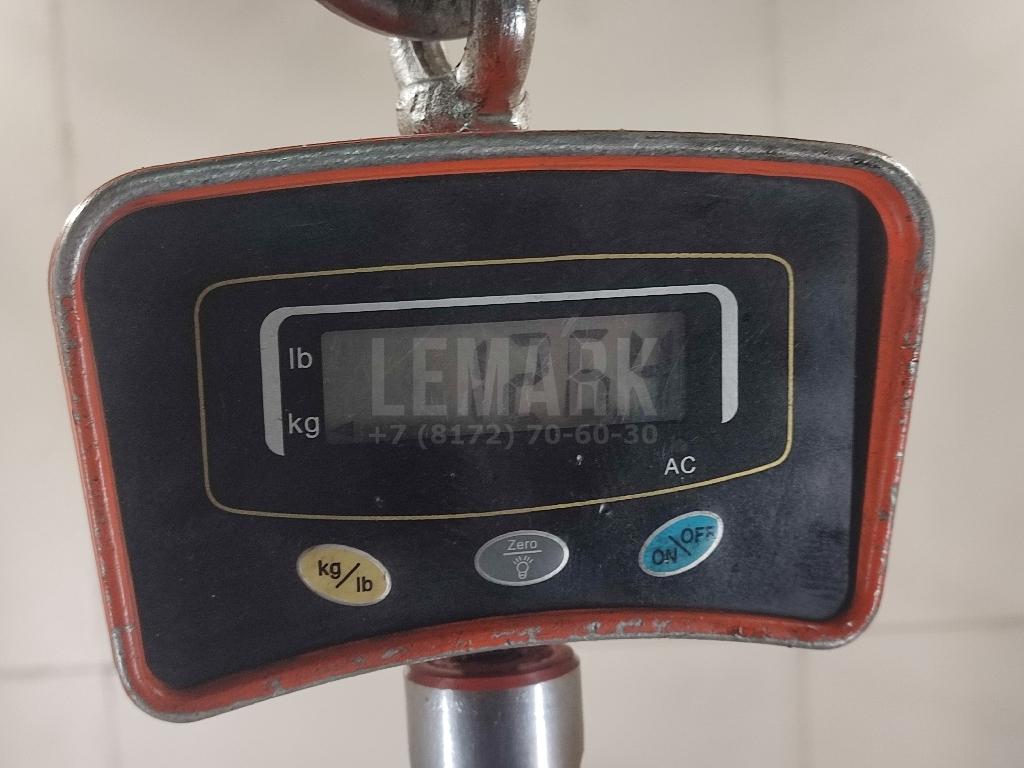 lb
LEMARK
kg
+7 (8172) 70-60-30
AC
kg/lb
Zero
ON/OFF